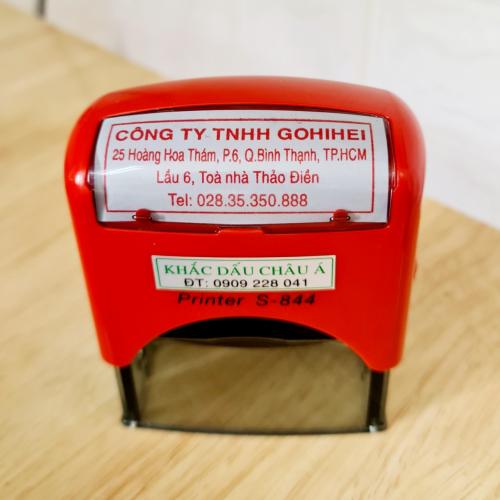 CÔNG TY TNHH GOHIHEI
25 Hoàng Hoa Thám, P.6, Q.Bình Thạnh, TP.HCM
Lầu 6, Toà nhà Thảo Điền
Tel: 028.35.350.888
KHẮC DẤU CHÂU Á
ĐT: 0909 228 041
Printer S-844